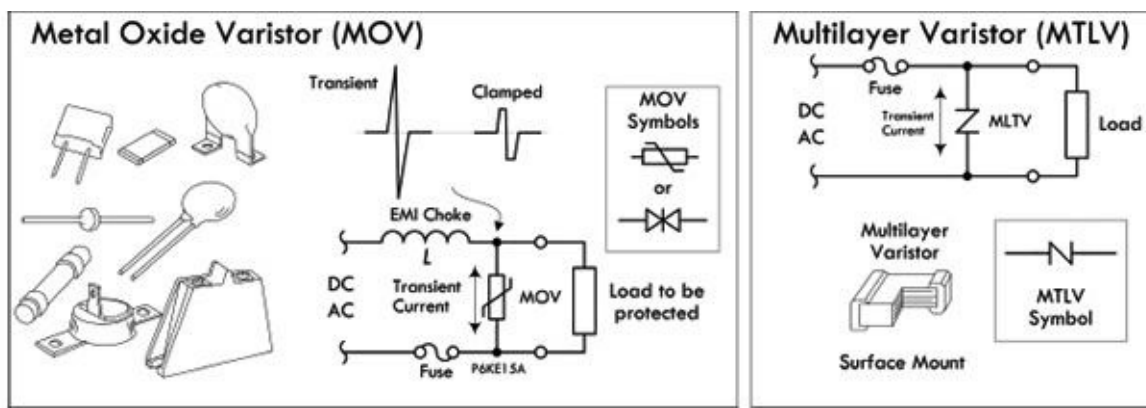 Metal Oxide Varistor (MOV)
Transient
Clamped
MOV
Symbols
or
EMI Choke
L
DC
AC
Transient
Current
MOV
Load to be
protected
Fuse
P6KE15A
Multilayer Varistor (MTLV)
Fuse
DC
AC
Transient
Current
MLTV
Load
Multilayer
Varistor
Surface Mount
MTLV
Symbol